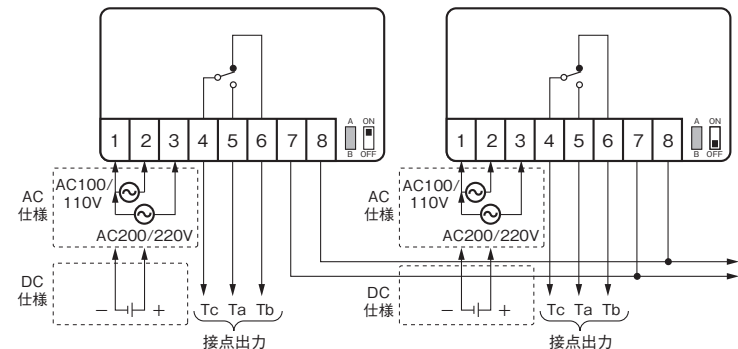 A ON
1 2 3 4 5 6 7 8
B OFF
AC
仕様
AC100/
110V
AC200/220V
DC
仕様
− +
Tc Ta Tb
接点出力
A ON
1 2 3 4 5 6 7 8
B OFF
AC
仕様
AC100/
110V
AC200/220V
DC
仕様
− +
Tc Ta Tb
接点出力